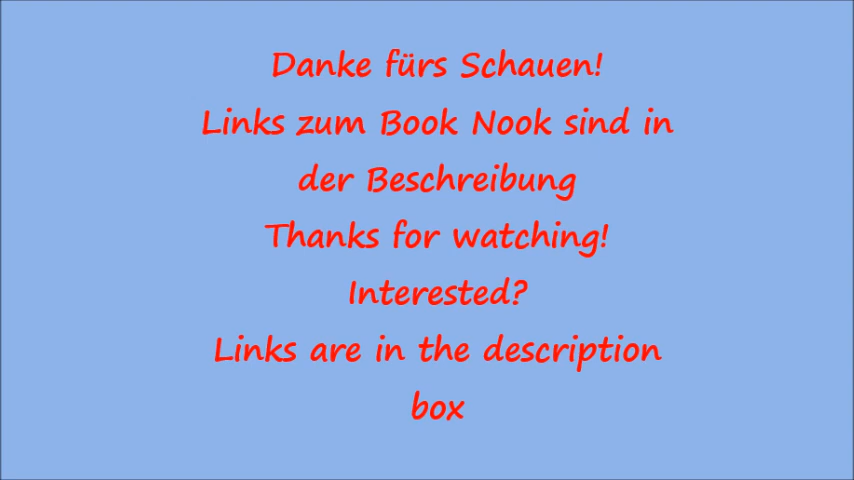 Danke fürs Schauen!
Links zum Book Nook sind in
der Beschreibung
Thanks for watching!
Interested?
Links are in the description
box